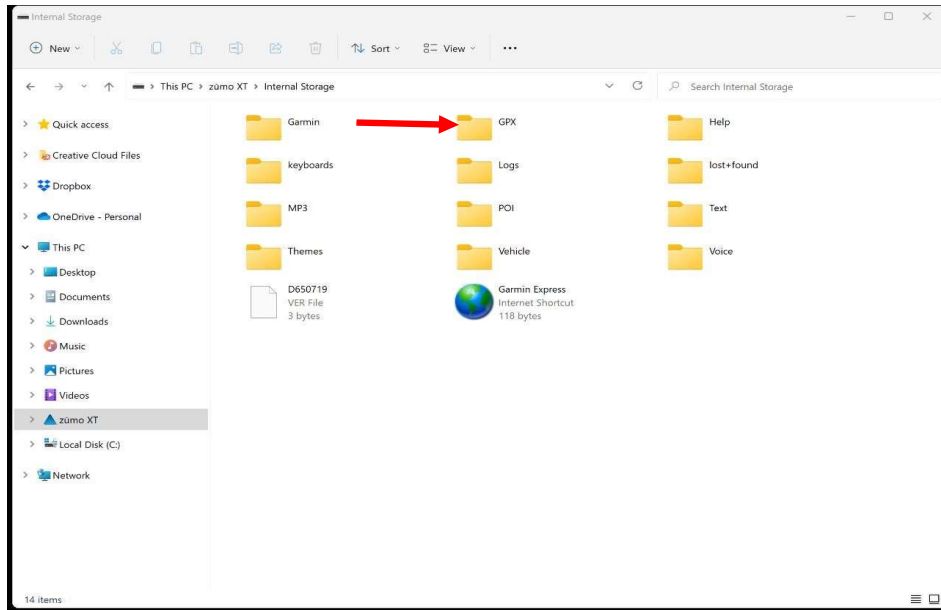 Internal Storage
New Sort View ...
This PC > zūmo XT > Internal Storage Search Internal Storage
Quick access
Creative Cloud Files
Dropbox
OneDrive - Personal
This PC
Desktop
Documents
Downloads
Music
Pictures
Videos
zūmo XT
Local Disk (C:)
Network
Garmin GPX Help
keyboards Logs lost+found
MP3 POI Text
Themes Vehicle Voice
D650719 Garmin Express
VER File Internet Shortcut
3 bytes 118 bytes
14 items